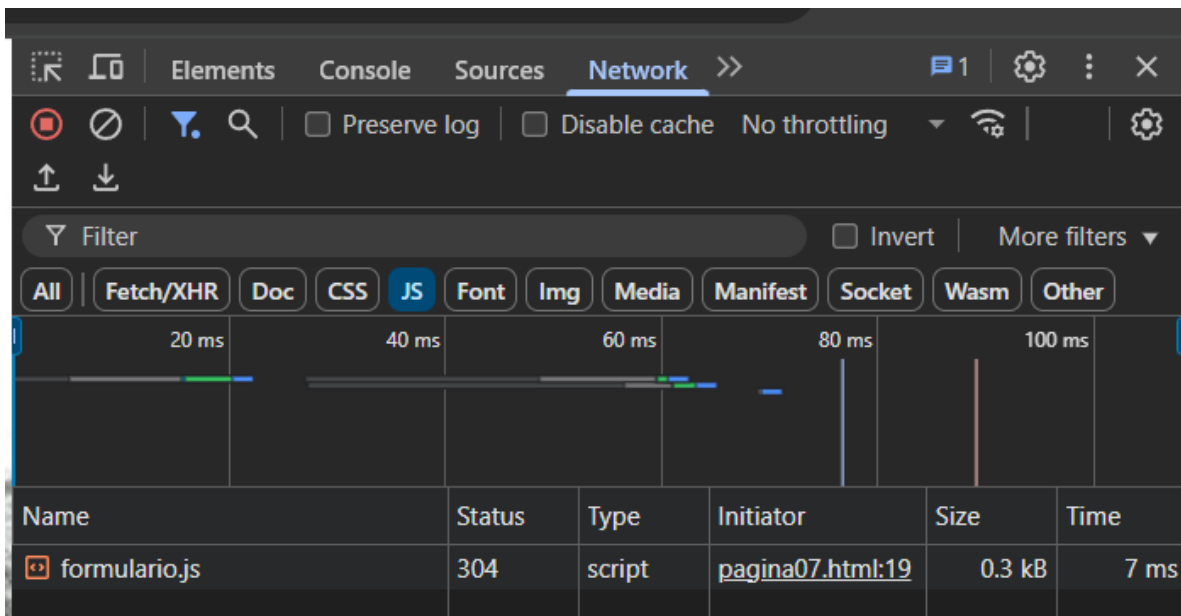 Elements Console Sources Network 1
Preserve log Disable cache No throttling
Filter Invert More filters
All Fetch/XHR Doc CSS JS Font Img Media Manifest Socket Wasm Other
20 ms 40 ms 60 ms 80 ms 100 ms
Name Status Type Initiator Size Time
formulario.js 304 script pagina07.html:19 0.3 kB 7 ms